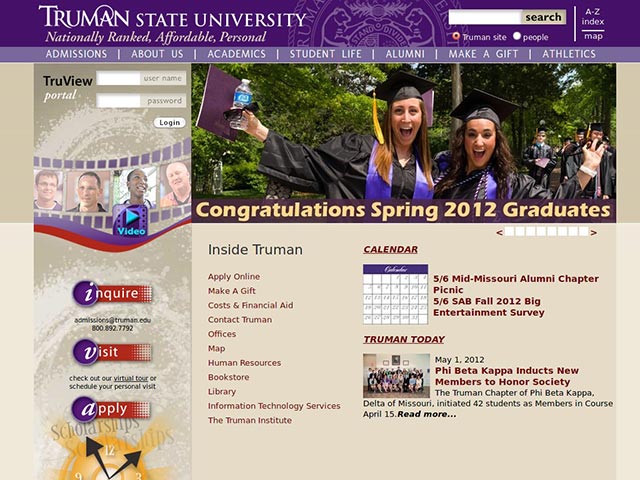 TRUMAN STATE UNIVERSITY
Nationally Ranked, Affordable, Personal
search
Truman site people
A-Z
index
map
ADMISSIONS | ABOUT US | ACADEMICS | STUDENT LIFE | ALUMNI | MAKE A GIFT | ATHLETICS
TruView
portal
user name
password
Login
Video
Congratulations Spring 2012 Graduates
< >
inquire
admissions@truman.edu
800.892.7792
visit
check out our virtual tour or
schedule your personal visit.
apply
Scholarships
Scholarships
12
9
3
Inside Truman
Apply Online
Make A Gift
Costs & Financial Aid
Contact Truman
Offices
Map
Human Resources
Bookstore
Library
Information Technology Services
The Truman Institute
CALENDAR
Calendar
5/6 Mid-Missouri Alumni Chapter
Picnic
5/6 SAB Fall 2012 Big
Entertainment Survey
TRUMAN TODAY
May 1, 2012
Phi Beta Kappa Inducts New
Members to Honor Society
The Truman Chapter of Phi Beta Kappa,
Delta of Missouri, initiated 42 students as Members in Course
April 15.Read more...